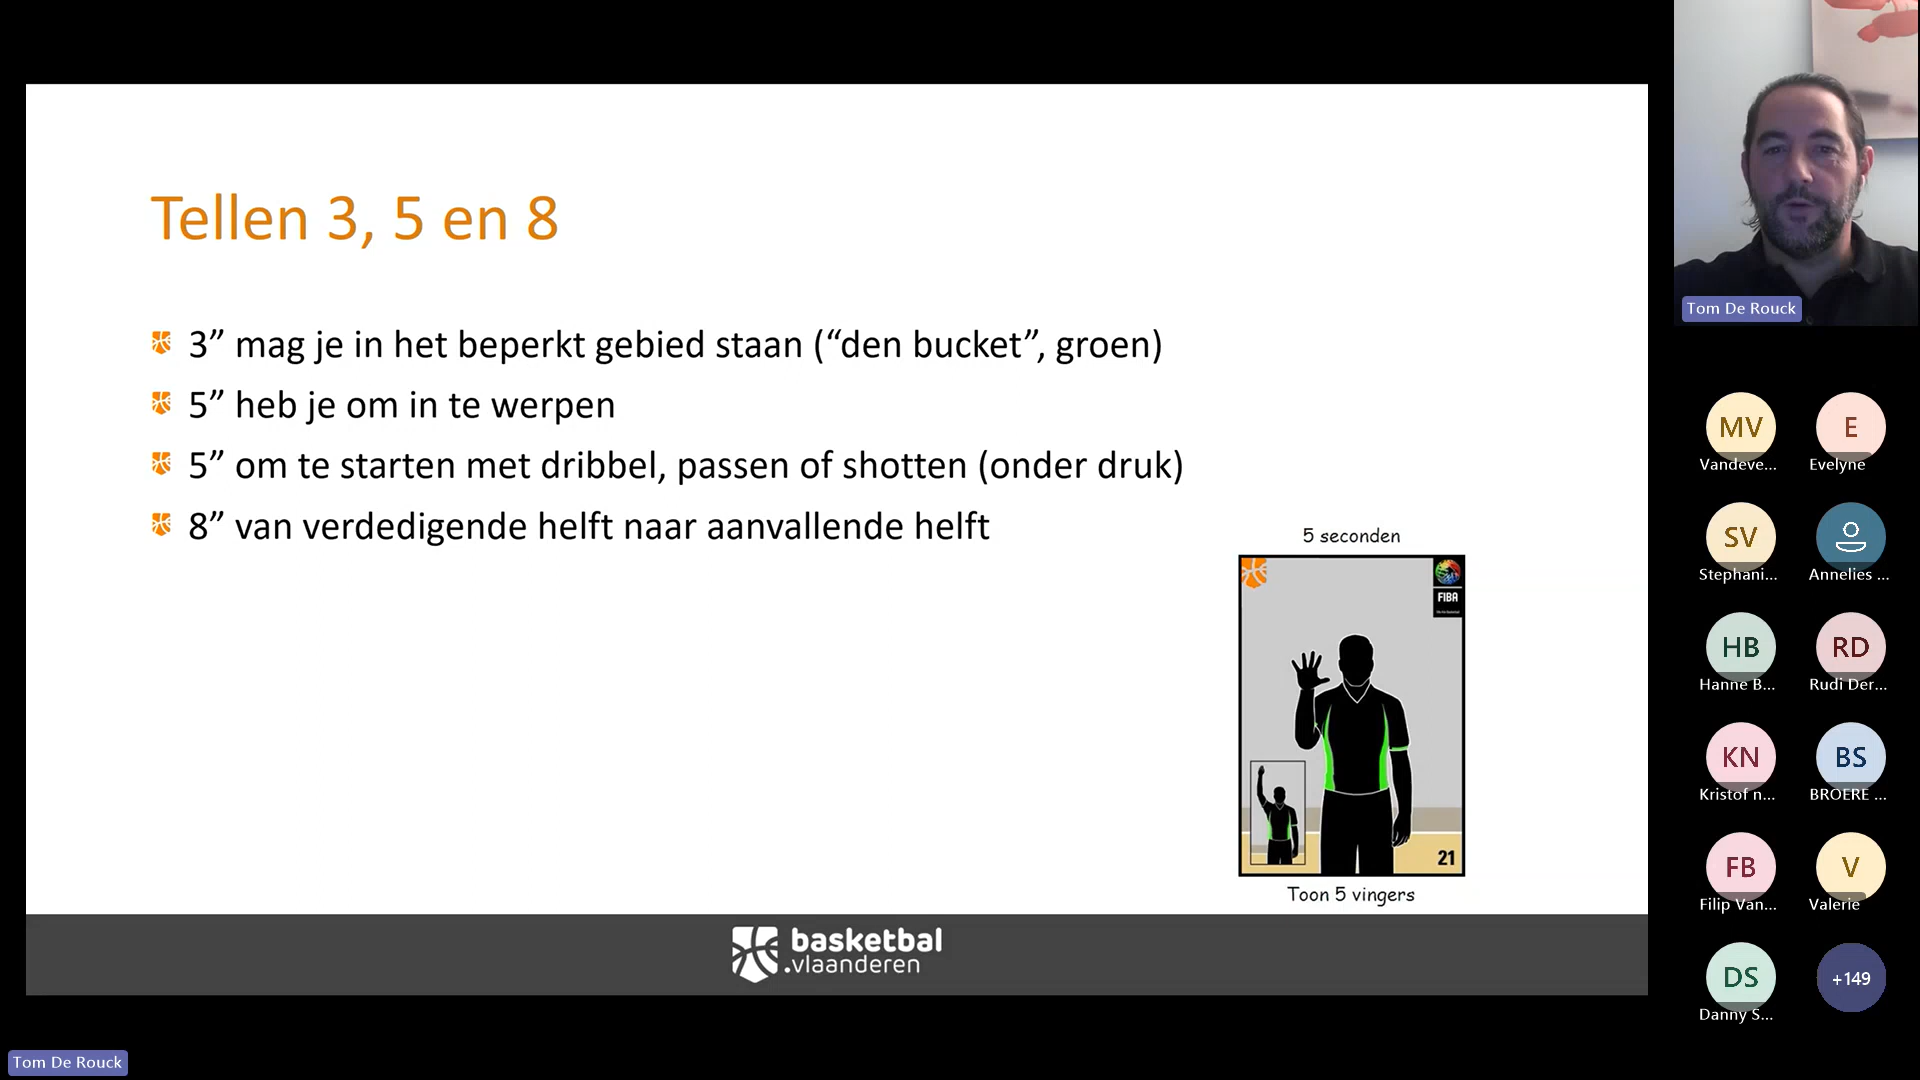 Tellen 3, 5 en 8
3” mag je in het beperkt gebied staan (“den bucket”, groen)
5” heb je om in te werpen
5” om te starten met dribbel, passen of shotten (onder druk)
8” van verdedigende helft naar aanvallende helft
5 seconden
FIBA
21
Toon 5 vingers
basketbal
.vlaanderen
Tom De Rouck
Tom De Rouck
MV
Vandeve...
E
Evelyne
SV
Stephani...
Annelies ...
HB
Hanne B...
RD
Rudi Der...
KN
Kristof n...
BS
BROERE ...
FB
Filip Van...
V
Valerie
DS
Danny S...
+149